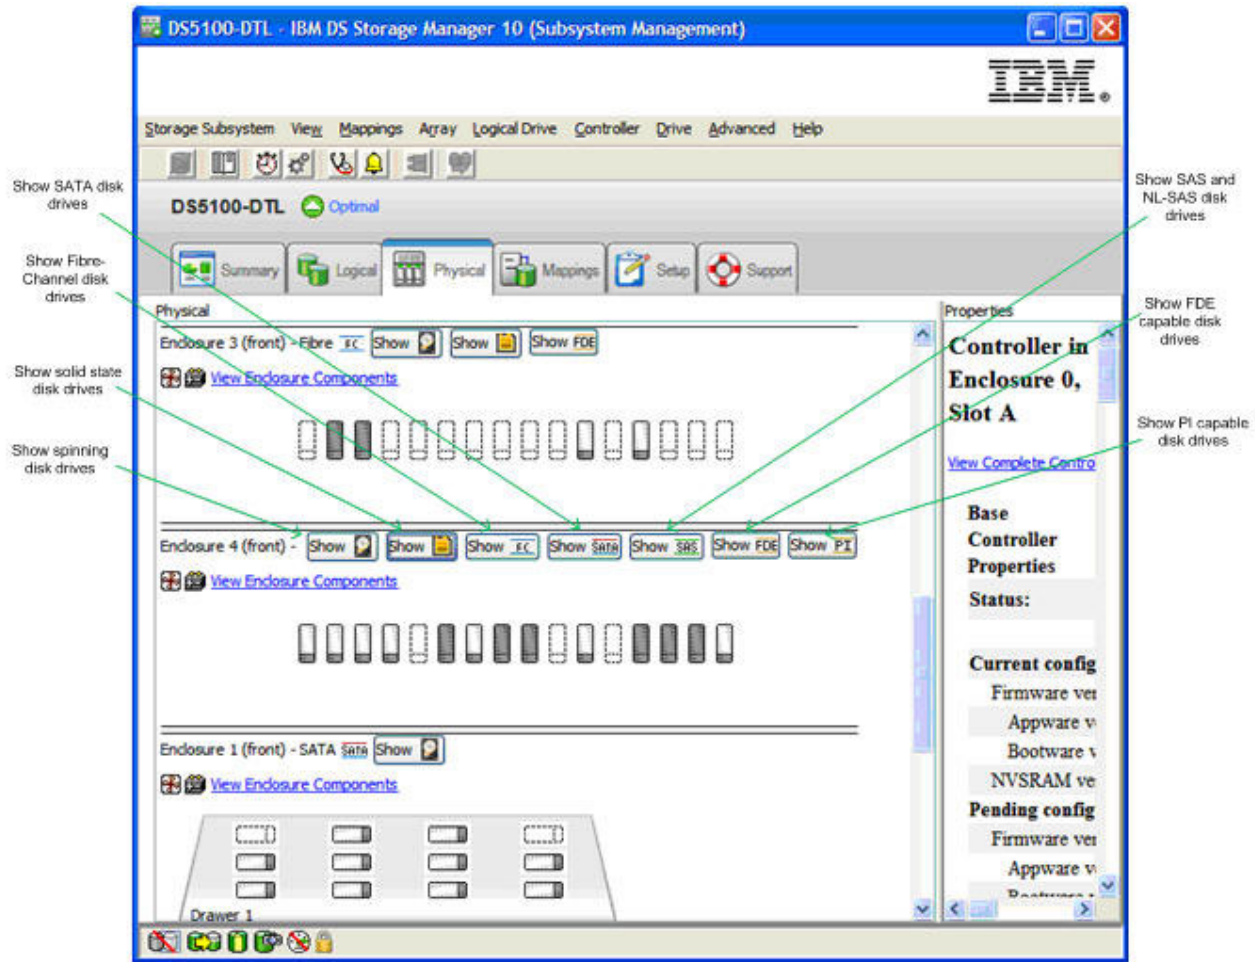 DS5100-DTL - IBM DS Storage Manager 10 (Subsystem Management)
IBM®
Storage Subsystem View Mappings Array Logical Drive Controller Drive Advanced Help
DS5100-DTL Optimal
Summary Logical Physical Mappings Setup Support
Show SATA disk
drives
Show Fibre-
Channel disk
drives
Show solid state
disk drives
Show spinning
disk drives
Show SAS and
NL-SAS disk
drives
Show FDE
capable disk
drives
Show PI capable
disk drives
Physical
Enclosure 3 (front) - Fibre FC Show Show Show FDE
View Enclosure Components
Enclosure 4 (front) - Show Show Show FC Show SATA Show SAS Show FDE Show PI
View Enclosure Components
Enclosure 1 (front) - SATA SATA Show
View Enclosure Components
Drawer 1
Properties
Controller in
Enclosure 0,
Slot A
View Complete Contro
Base
Controller
Properties
Status:
Current config
Firmware ver
Appware v
Bootware v
NVSRAM ve
Pending config
Firmware ver
Appware v